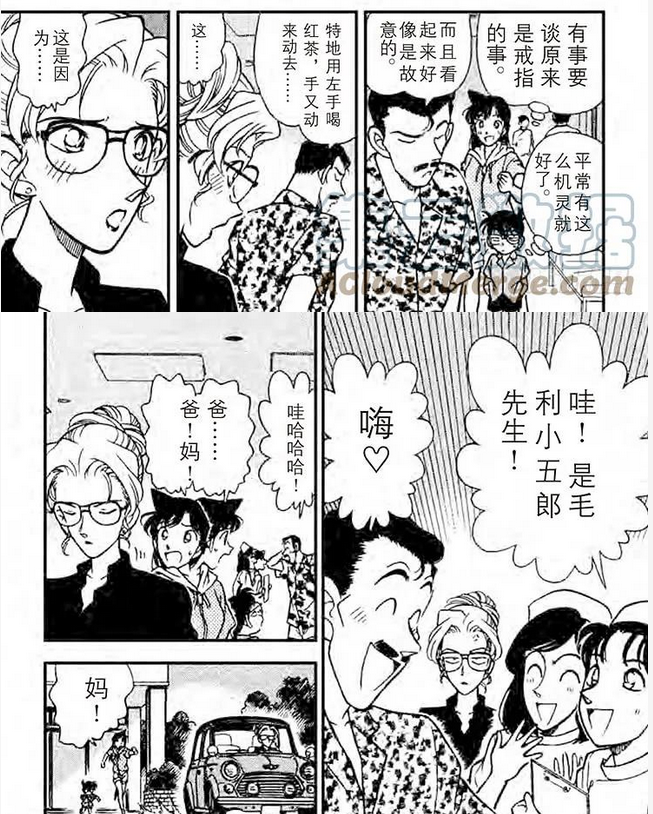 有事要
谈原来
是戒指
的事。
平常有这
么机灵就
好了。
而且看
起来好
像是故
意的。
特地用左手喝
红茶，手又动
来动去……
这……
这是因
为……
哇！是毛
利小五郎
先生！
嗨♡
哇哈哈哈！
爸……
爸！妈！
妈！